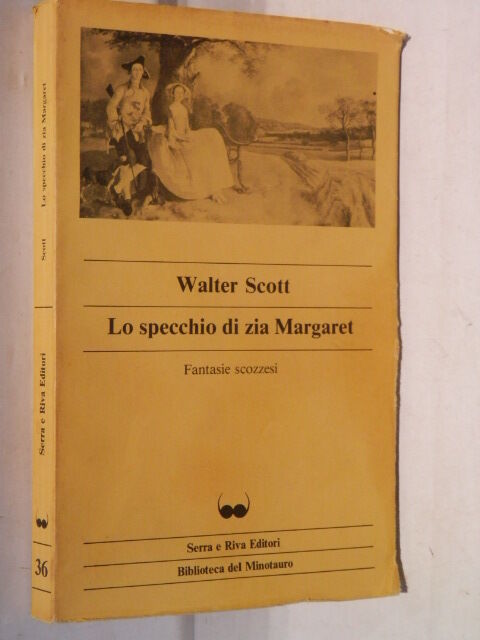 Walter Scott
Lo specchio di zia Margaret
Fantasie scozzesi
Serra e Riva Editori
Biblioteca del Minotauro
Lo specchio di zia Margaret
Scott
Serra e Riva Editori
36